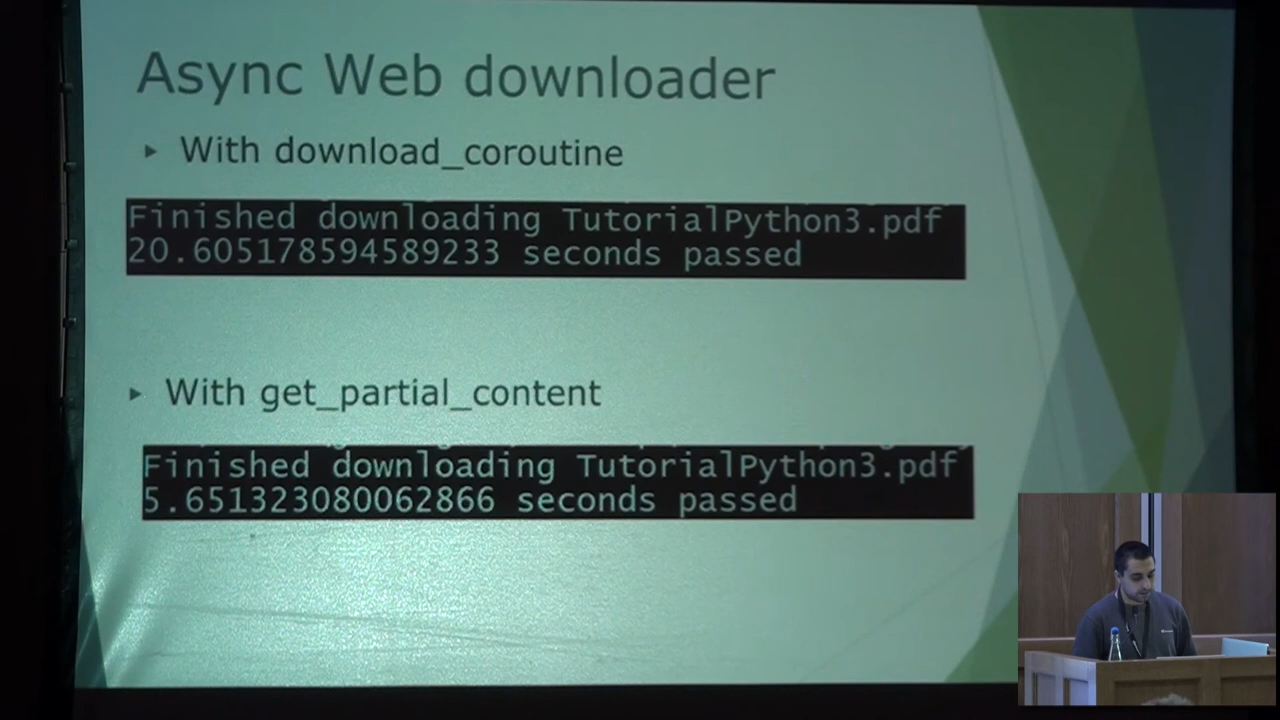 Async Web downloader
With download_coroutine
Finished downloading TutorialPython3.pdf
20.605178594589233 seconds passed
With get_partial_content
Finished downloading TutorialPython3.pdf
5.651323080062866 seconds passed